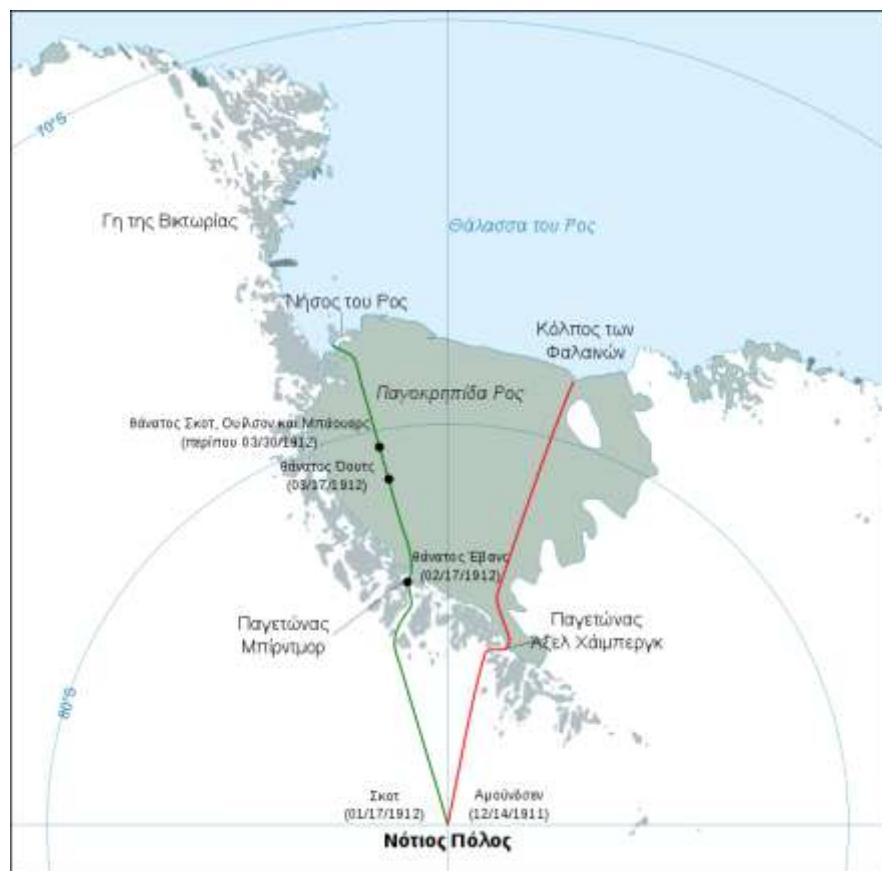 70°S
Γη της Βικτωρίας
Θάλασσα του Ρος
Νήσος του Ρος
Κόλπος των
Φαλαινών
Παγοκρηπίδα Ρος
θάνατος Σκοτ, Ουίλσον και Μπάουαρς
(περίπου 03/30/1912)
θάνατος Όουτς
(03/17/1912)
θάνατος Έβανς
(02/17/1912)
Παγετώνας
Μπίρντμορ
Παγετώνας
Άξελ Χάιμπεργκ
80°S
Σκοτ
(01/17/1912)
Αμούνδσεν
(12/14/1911)
Νότιος Πόλος